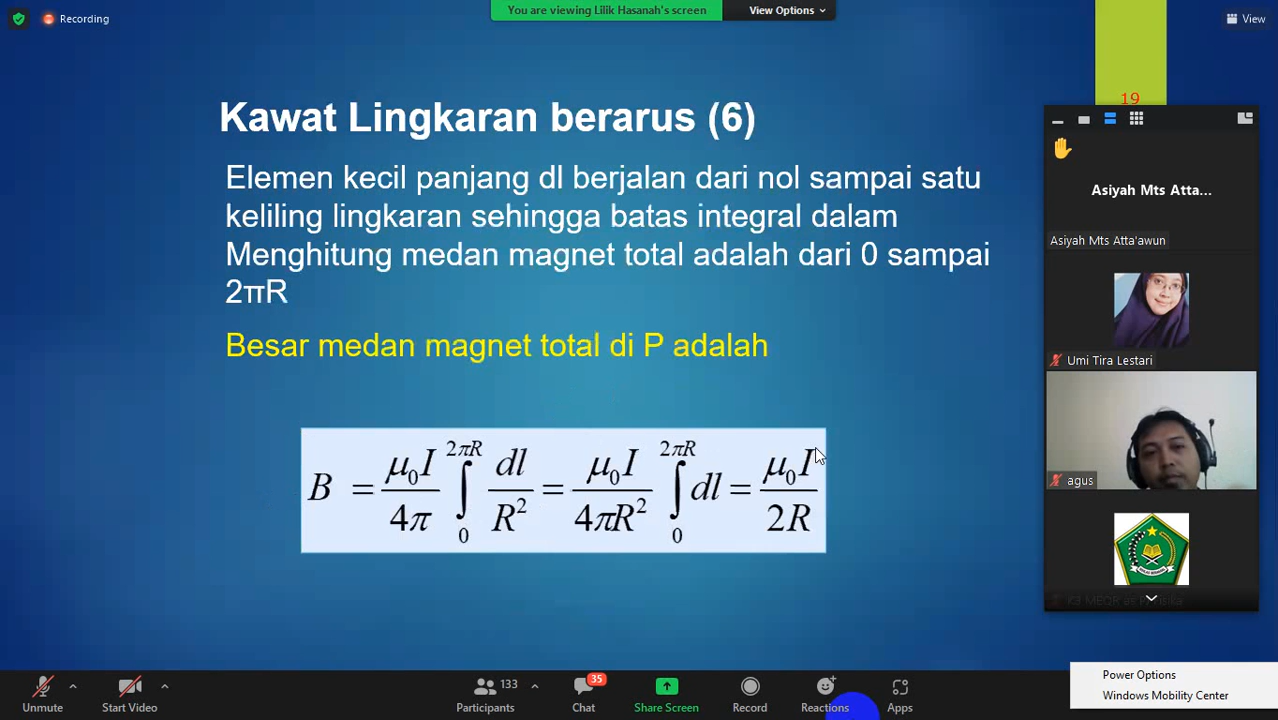 Recording
You are viewing Lilik Hasanah's screen
View Options
View
19
Kawat Lingkaran berarus (6)
Elemen kecil panjang dl berjalan dari nol sampai satu
keliling lingkaran sehingga batas integral dalam
Menghitung medan magnet total adalah dari 0 sampai
2πR
Besar medan magnet total di P adalah
B = μ₀I/4π ∫₀^2πR dl/R² = μ₀I/4πR² ∫₀^2πR dl = μ₀I/2R
Asiyah Mts Atta...
Asiyah Mts Atta'awun
Umi Tira Lestari
agus
Unmute
Start Video
133
Participants
35
Chat
Share Screen
Record
Reactions
Apps
Power Options
Windows Mobility Center